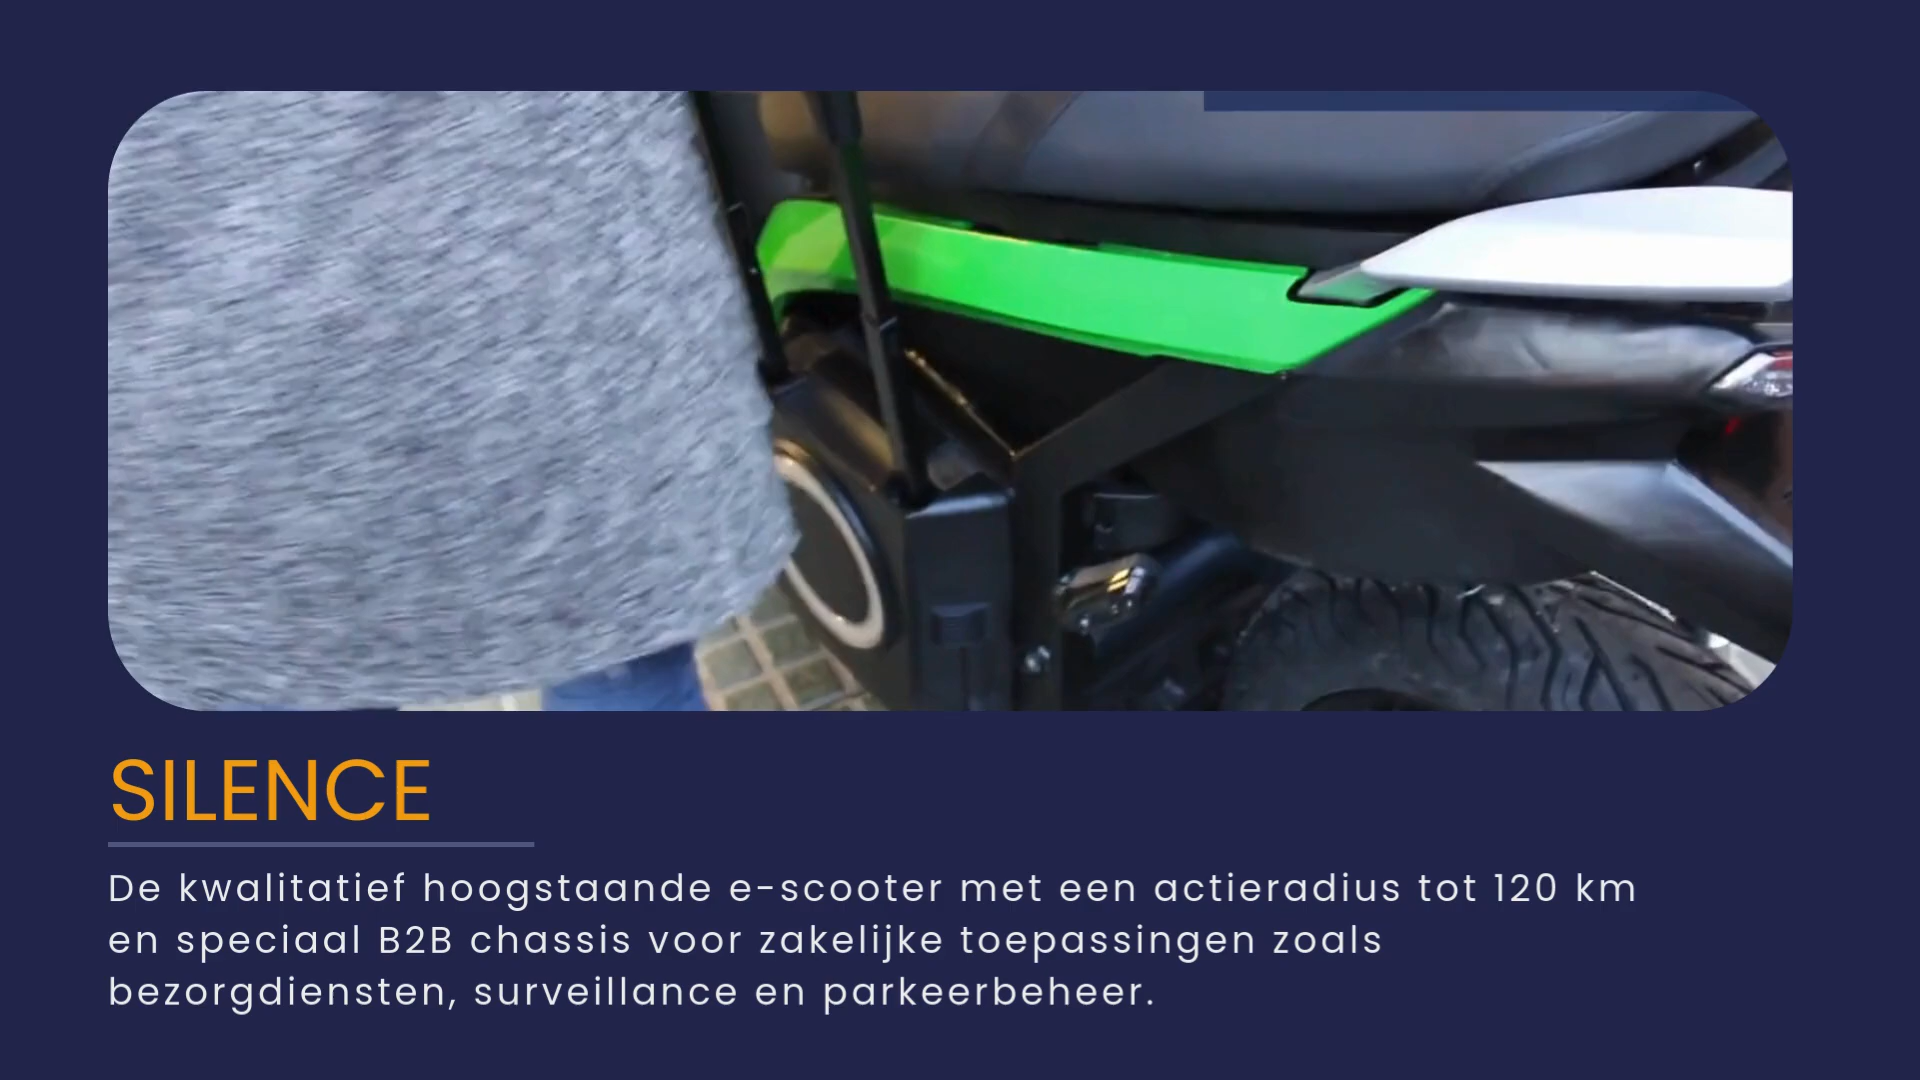 SILENCE
De kwalitatief hoogstaande e-scooter met een actieradius tot 120 km
en speciaal B2B chassis voor zakelijke toepassingen zoals
bezorgdiensten, surveillance en parkeerbeheer.